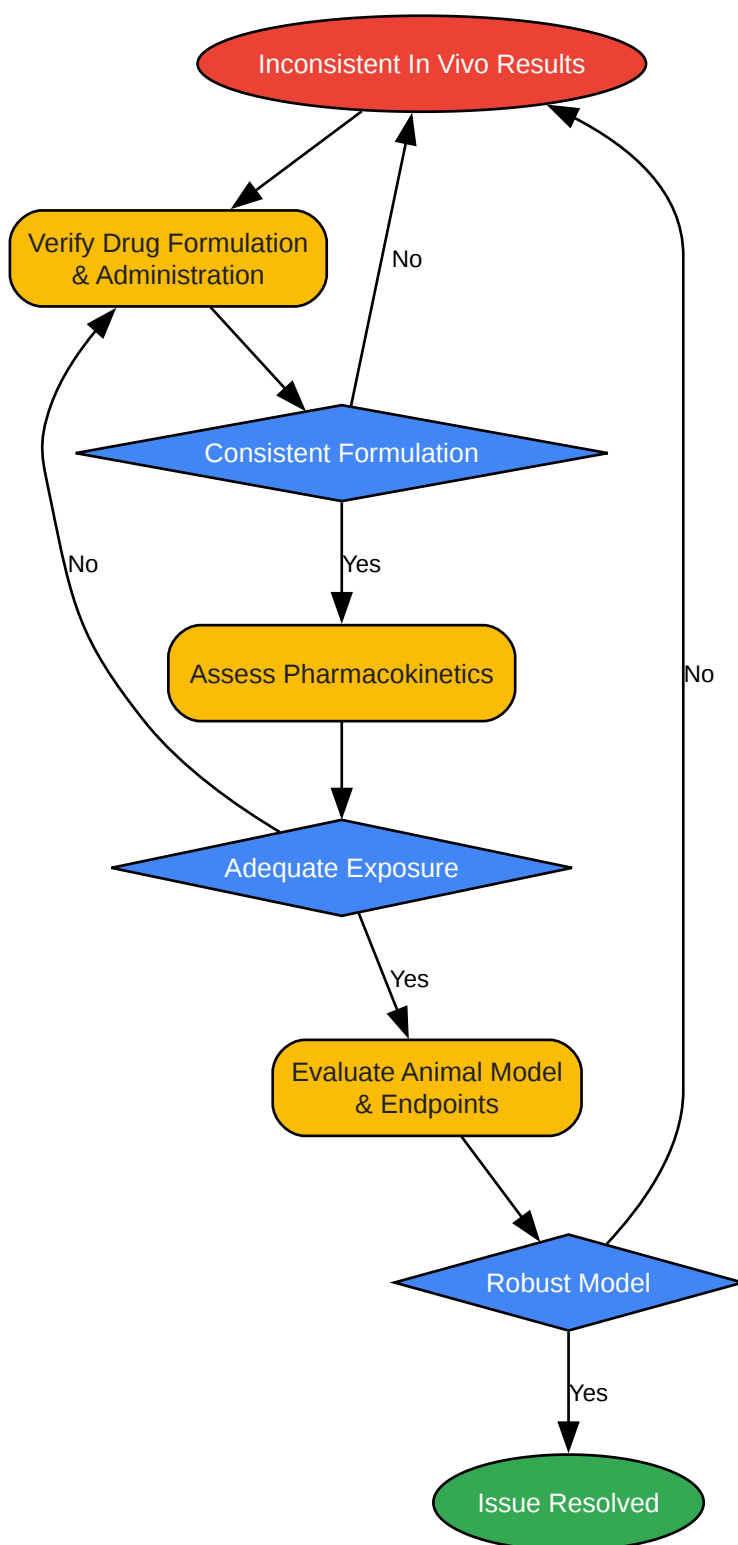 Inconsistent In Vivo Results
Verify Drug Formulation
& Administration
No
Consistent Formulation
Yes
No
Assess Pharmacokinetics
No
Adequate Exposure
Yes
Evaluate Animal Model
& Endpoints
Robust Model
Yes
Issue Resolved